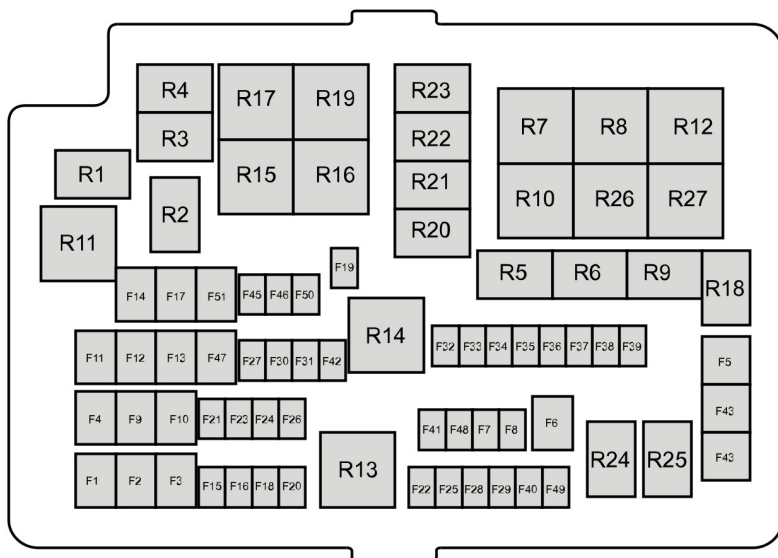 R4 R17 R19 R23
R7 R8 R12
R3 R22
R1 R15 R16 R21
R2 R10 R26 R27
R11 R20
F19 R5 R6 R9 R18
F14 F17 F51 F45 F46 F50
R14 F32 F33 F34 F35 F36 F37 F38 F39
F11 F12 F13 F47 F27 F30 F31 F42 F5
F4 F9 F10 F21 F23 F24 F26 F41 F48 F7 F8 F6 F43
R13 R24 R25 F43
F1 F2 F3 F15 F16 F18 F20 F22 F25 F28 F29 F40 F49